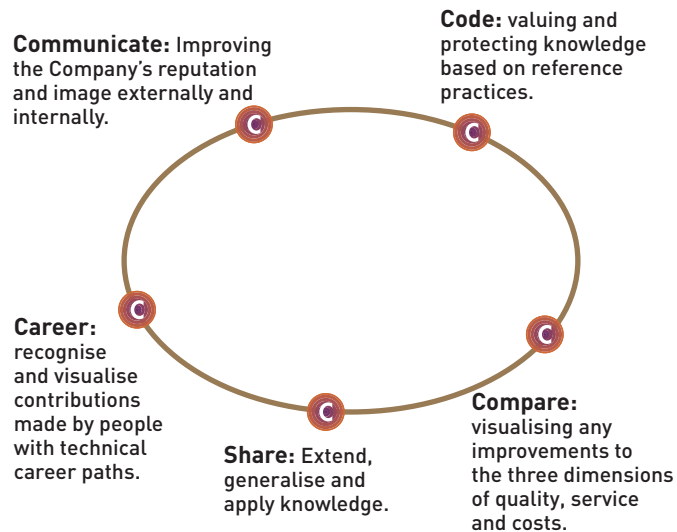 Communicate: Improving
the Company's reputation
and image externally and
internally.
Code: valuing and
protecting knowledge
based on reference
practices.
C
C
C
C
C
Career:
recognise
and visualise
contributions
made by people
with technical
career paths.
Share: Extend,
generalise and
apply knowledge.
Compare:
visualising any
improvements to
the three dimensions
of quality, service
and costs.